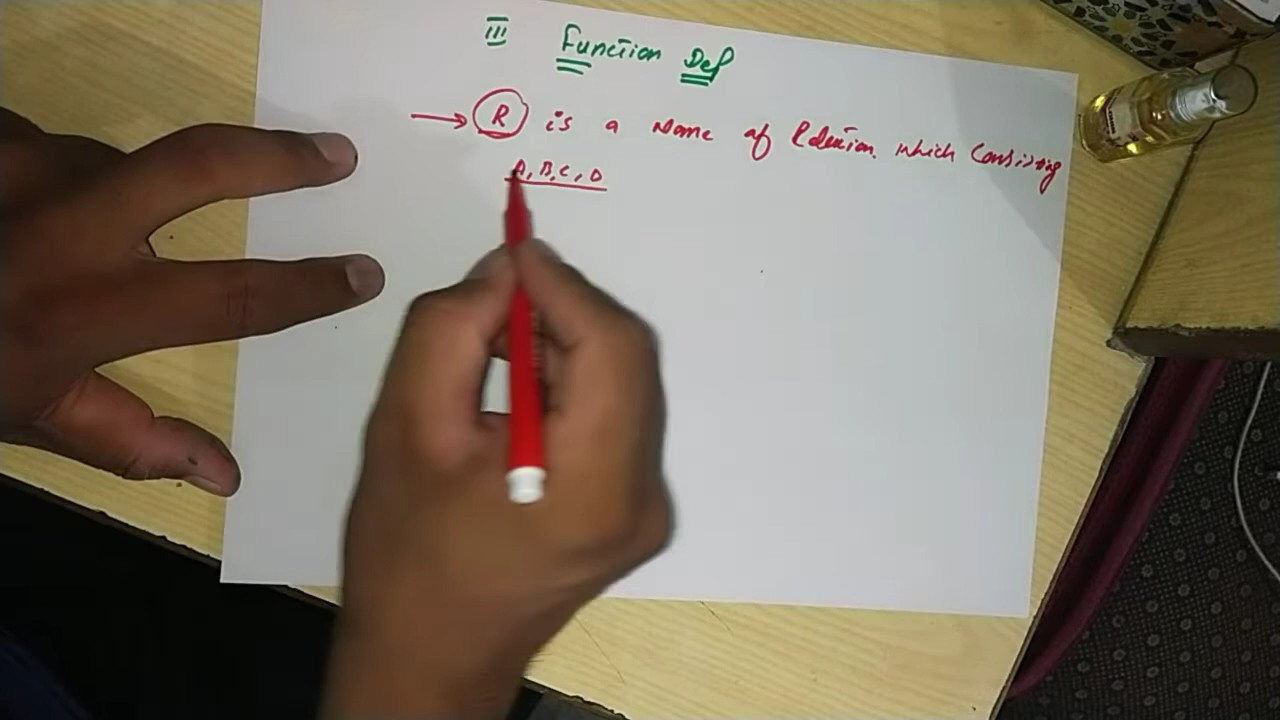 III Function Def
→ R is a Name of Relation. which Consisting
A, B, C, D